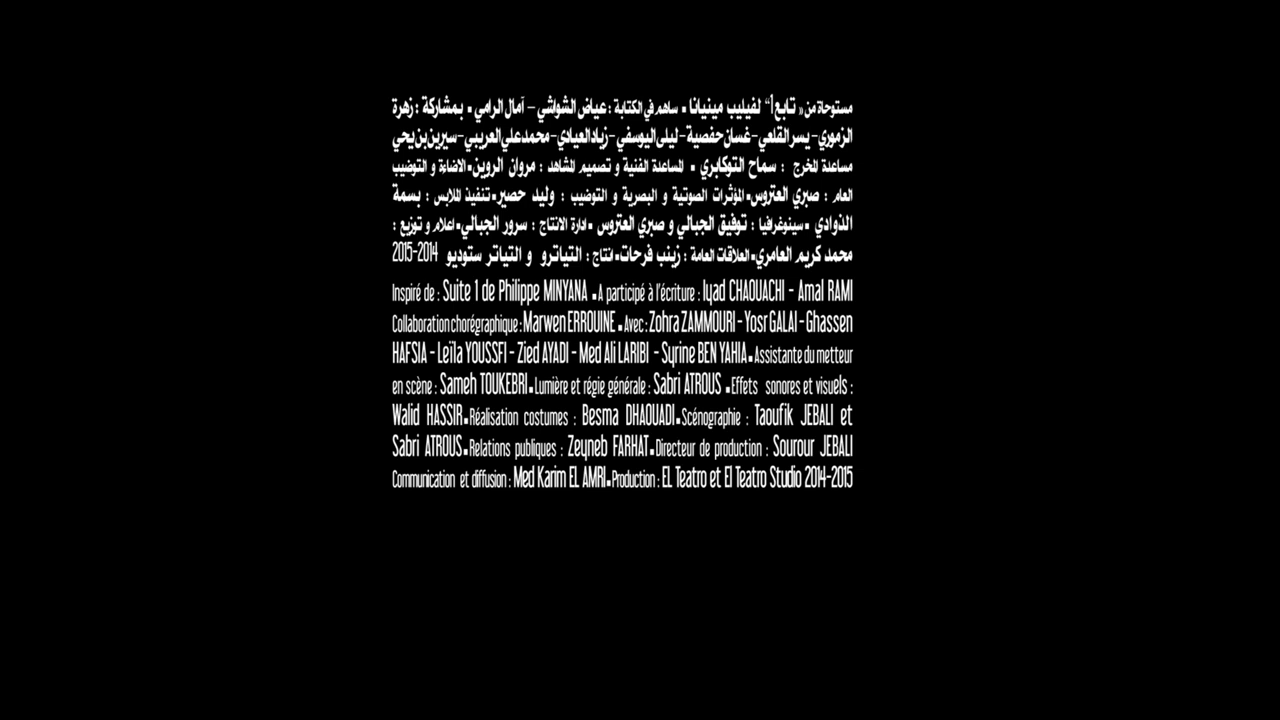 مستوحاة من « تابع أ“ لفيليب مينيانا ▪ ساهم في الكتابة : عياض الشواشي – آمال الرامي ▪ بمشاركة : زهرة
الزموري - يسر القلعي - غسان حفصية - ليلى اليوسفي - زياد العيادي - محمد علي العريبي - سيرين بن يحي
مساعدة المخرج : سماح التوكابري ▪ المساعدة الفنية و تصميم المشاهد : مروان الروين ▪ الاضاءة و التوضيب
العام : صبري العتروس ▪ المؤثرات الصوتية و البصرية و التوضيب : وليد حصير ▪ تنفيذ الملابس : بسمة
الذوادي ▪ سينوغرافيا : توفيق الجبالي و صبري العتروس ▪ ادارة الانتاج : سرور الجبالي ▪ اعلام و توزيع :
محمد كريم العامري ▪ العلاقات العامة : زينب فرحات ▪ انتاج : التياترو و التياتر ستوديو 2014-2015
Inspiré de : Suite 1 de Philippe MINYANA ▪ A participé à l'écriture : Iyad CHAOUACHI - Amal RAMI
Collaboration chorégraphique : Marwen ERROUINE ▪ Avec : Zohra ZAMMOURI - Yosr GALAI - Ghassen
HAFSIA - Leïla YOUSSFI - Zied AYADI - Med Ali LARIBI - Syrine BEN YAHIA ▪ Assistante du metteur
en scène : Sameh TOUKEBRI ▪ Lumière et régie générale : Sabri ATROUS ▪ Effets sonores et visuels :
Walid HASSIR ▪ Réalisation costumes : Besma DHAOUADI ▪ Scénographie : Taoufik JEBALI et
Sabri ATROUS ▪ Relations publiques : Zeyneb FARHAT ▪ Directeur de production : Sourour JEBALI
Communication et diffusion : Med Karim EL AMRI ▪ Production : EL Teatro et El Teatro Studio 2014-2015